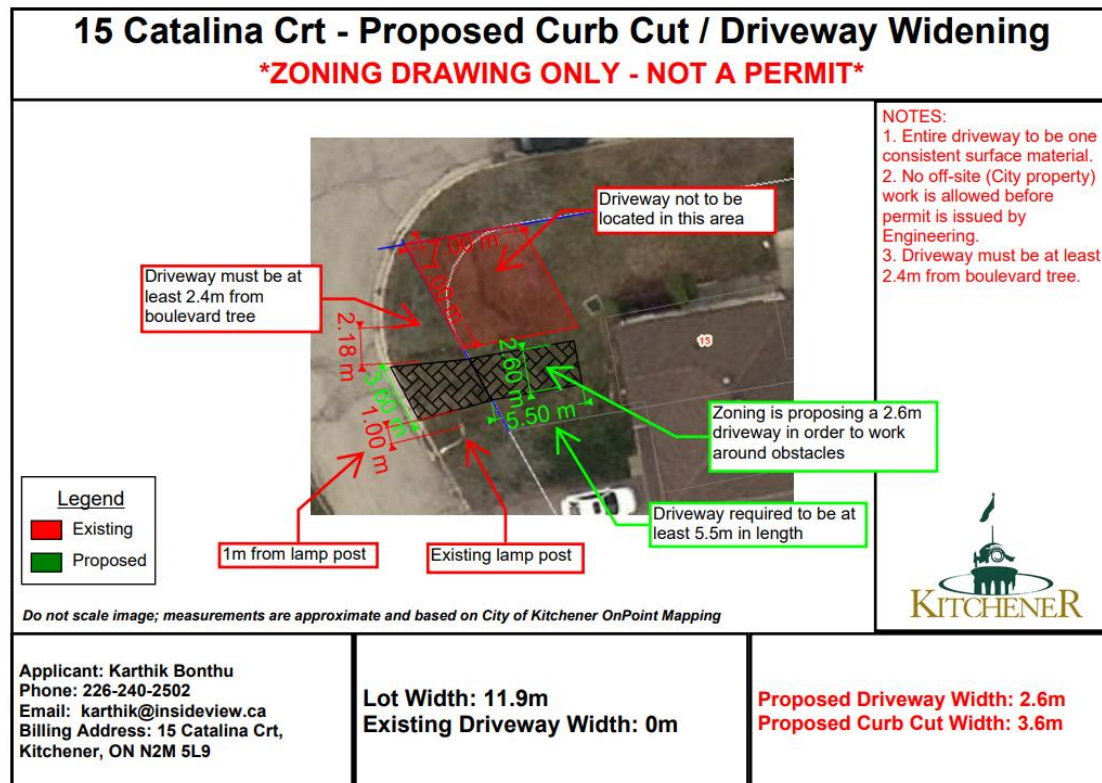 15 Catalina Crt - Proposed Curb Cut / Driveway Widening
*ZONING DRAWING ONLY - NOT A PERMIT*
NOTES:
1. Entire driveway to be one
consistent surface material.
2. No off-site (City property)
work is allowed before
permit is issued by
Engineering.
3. Driveway must be at least
2.4m from boulevard tree.
Driveway not to be
located in this area
7.00 m
7.00 m
Driveway must be at
least 2.4m from
boulevard tree
2.18 m
15
3.60 m
2.60 m
5.50 m
1.00 m
Zoning is proposing a 2.6m
driveway in order to work
around obstacles
Driveway required to be at
least 5.5m in length
1m from lamp post
Existing lamp post
Legend
Existing
Proposed
KITCHENER
Do not scale image; measurements are approximate and based on City of Kitchener OnPoint Mapping
Applicant: Karthik Bonthu
Phone: 226-240-2502
Email: karthik@insideview.ca
Billing Address: 15 Catalina Crt,
Kitchener, ON N2M 5L9
Lot Width: 11.9m
Existing Driveway Width: 0m
Proposed Driveway Width: 2.6m
Proposed Curb Cut Width: 3.6m